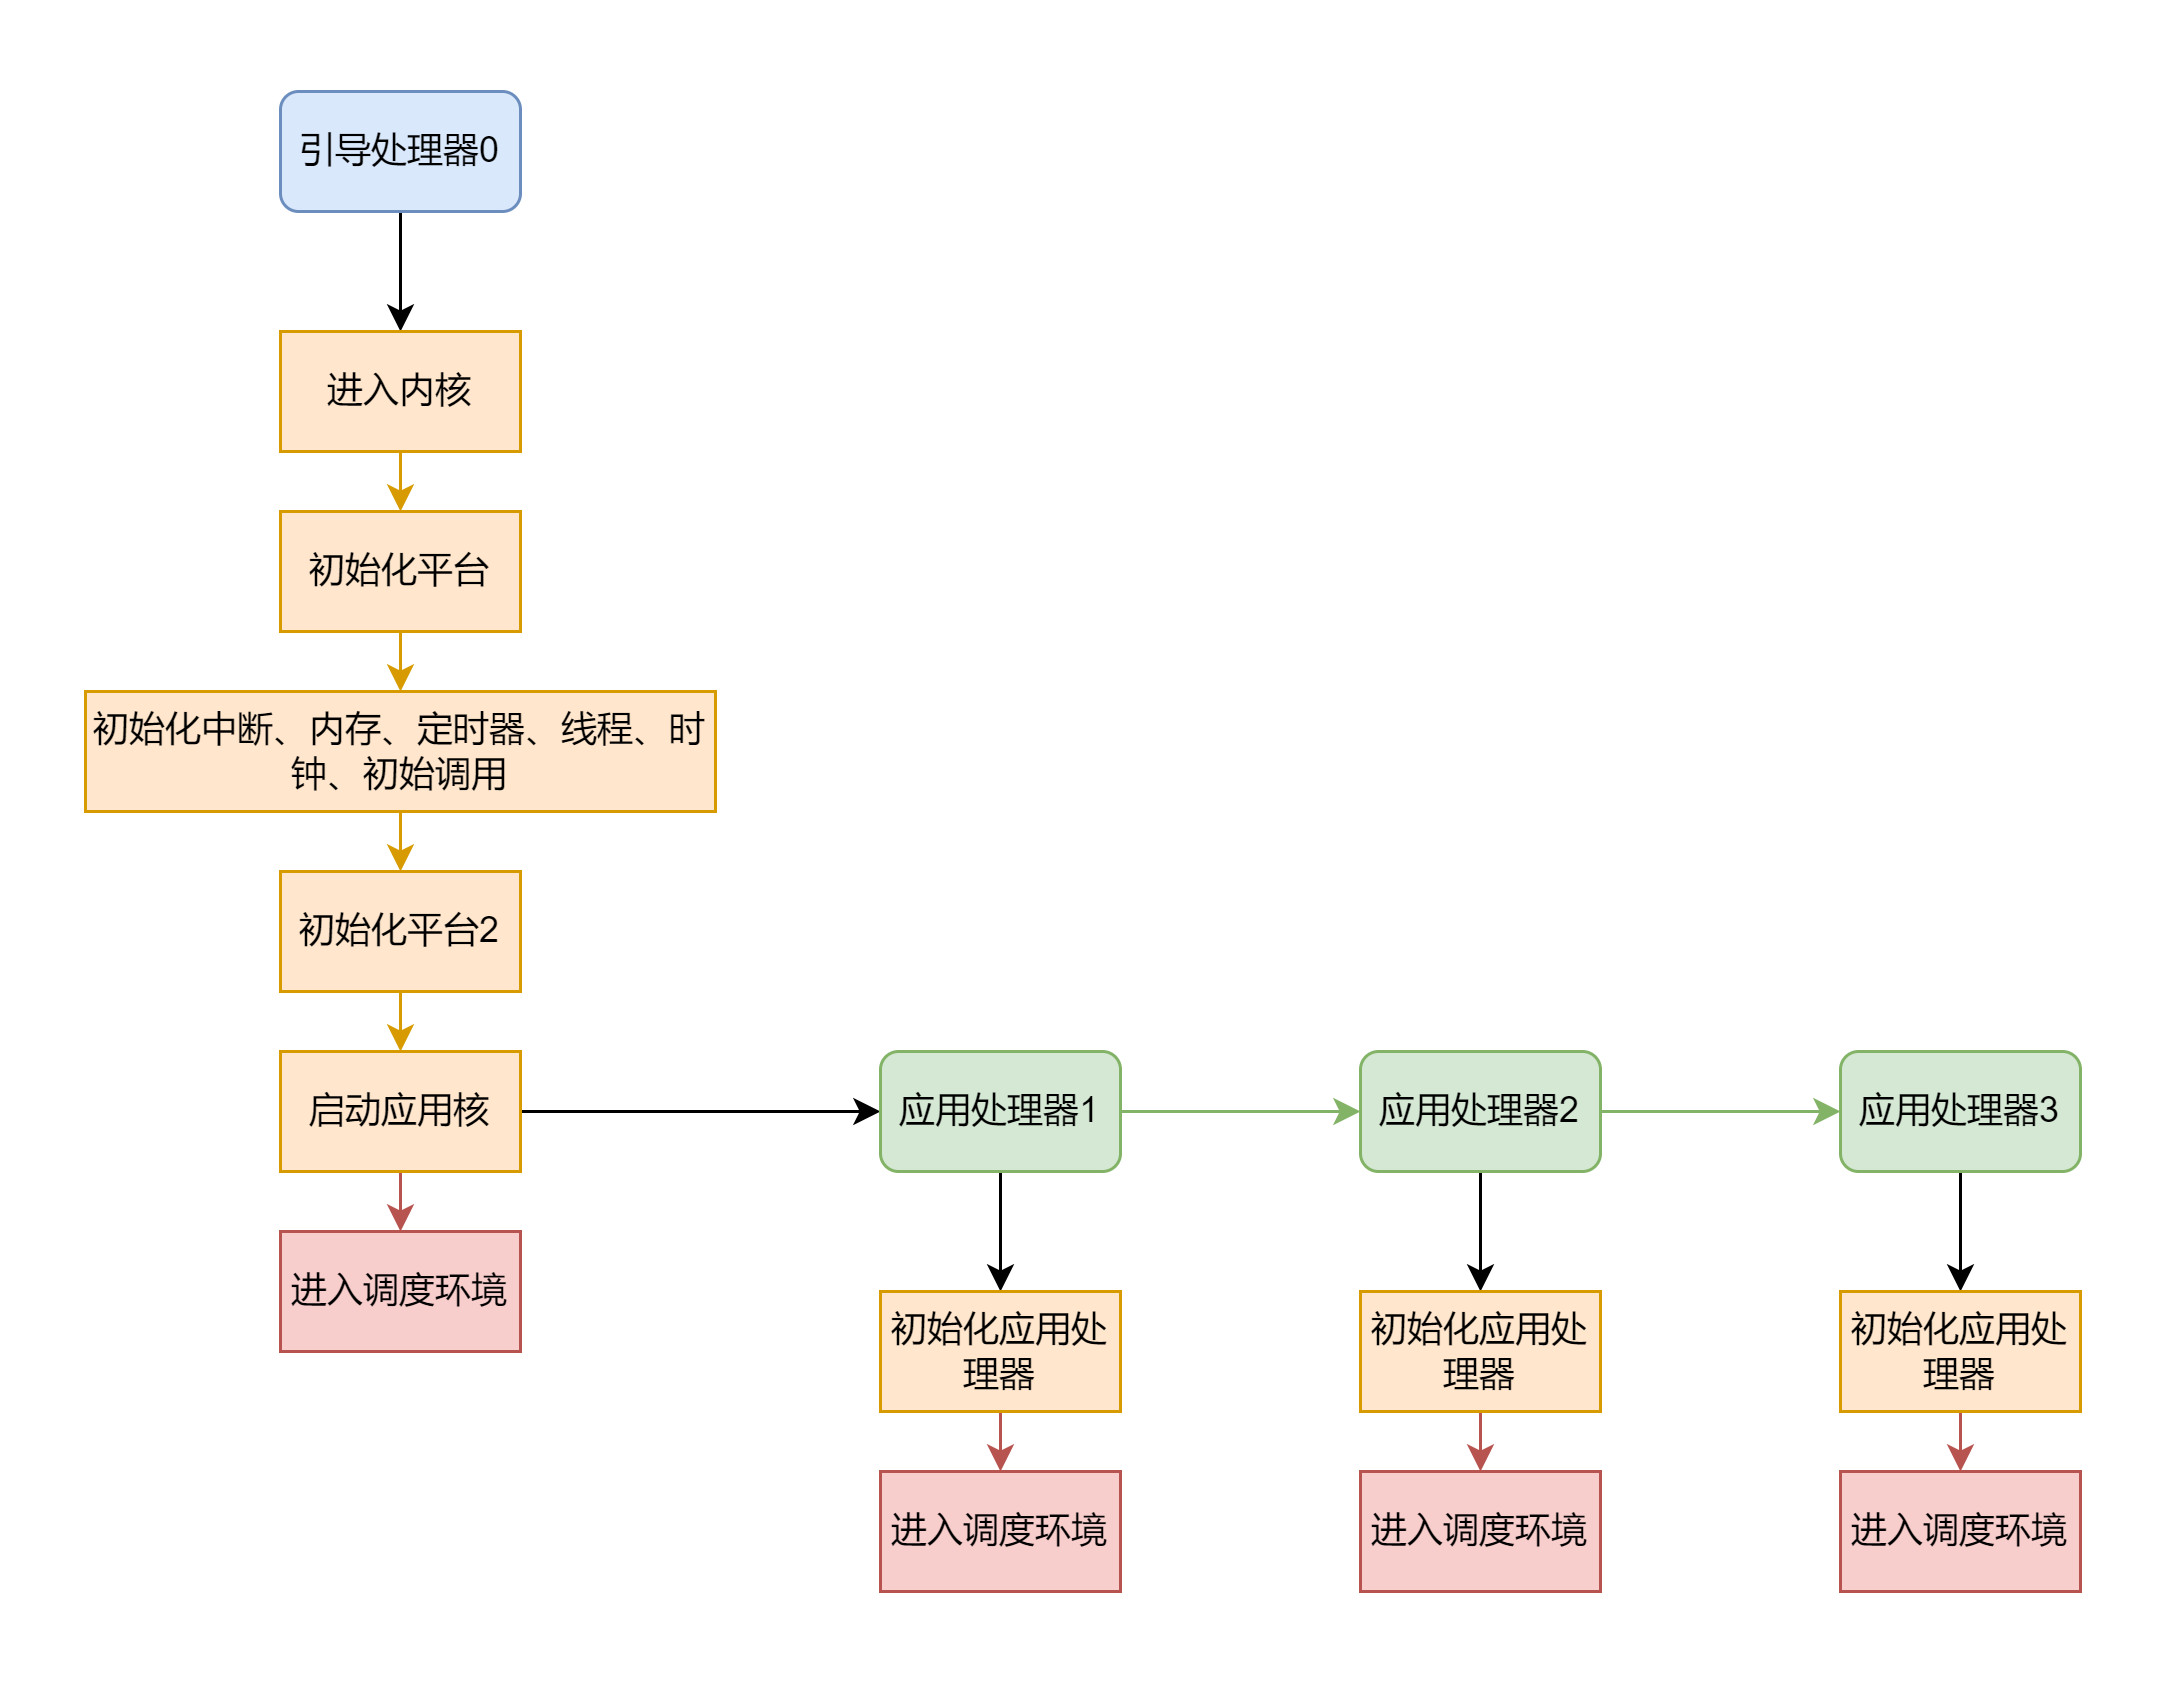 引导处理器0
进入内核
初始化平台
初始化中断、内存、定时器、线程、时
钟、初始调用
初始化平台2
启动应用核
应用处理器1
应用处理器2
应用处理器3
进入调度环境
初始化应用处
理器
初始化应用处
理器
初始化应用处
理器
进入调度环境
进入调度环境
进入调度环境